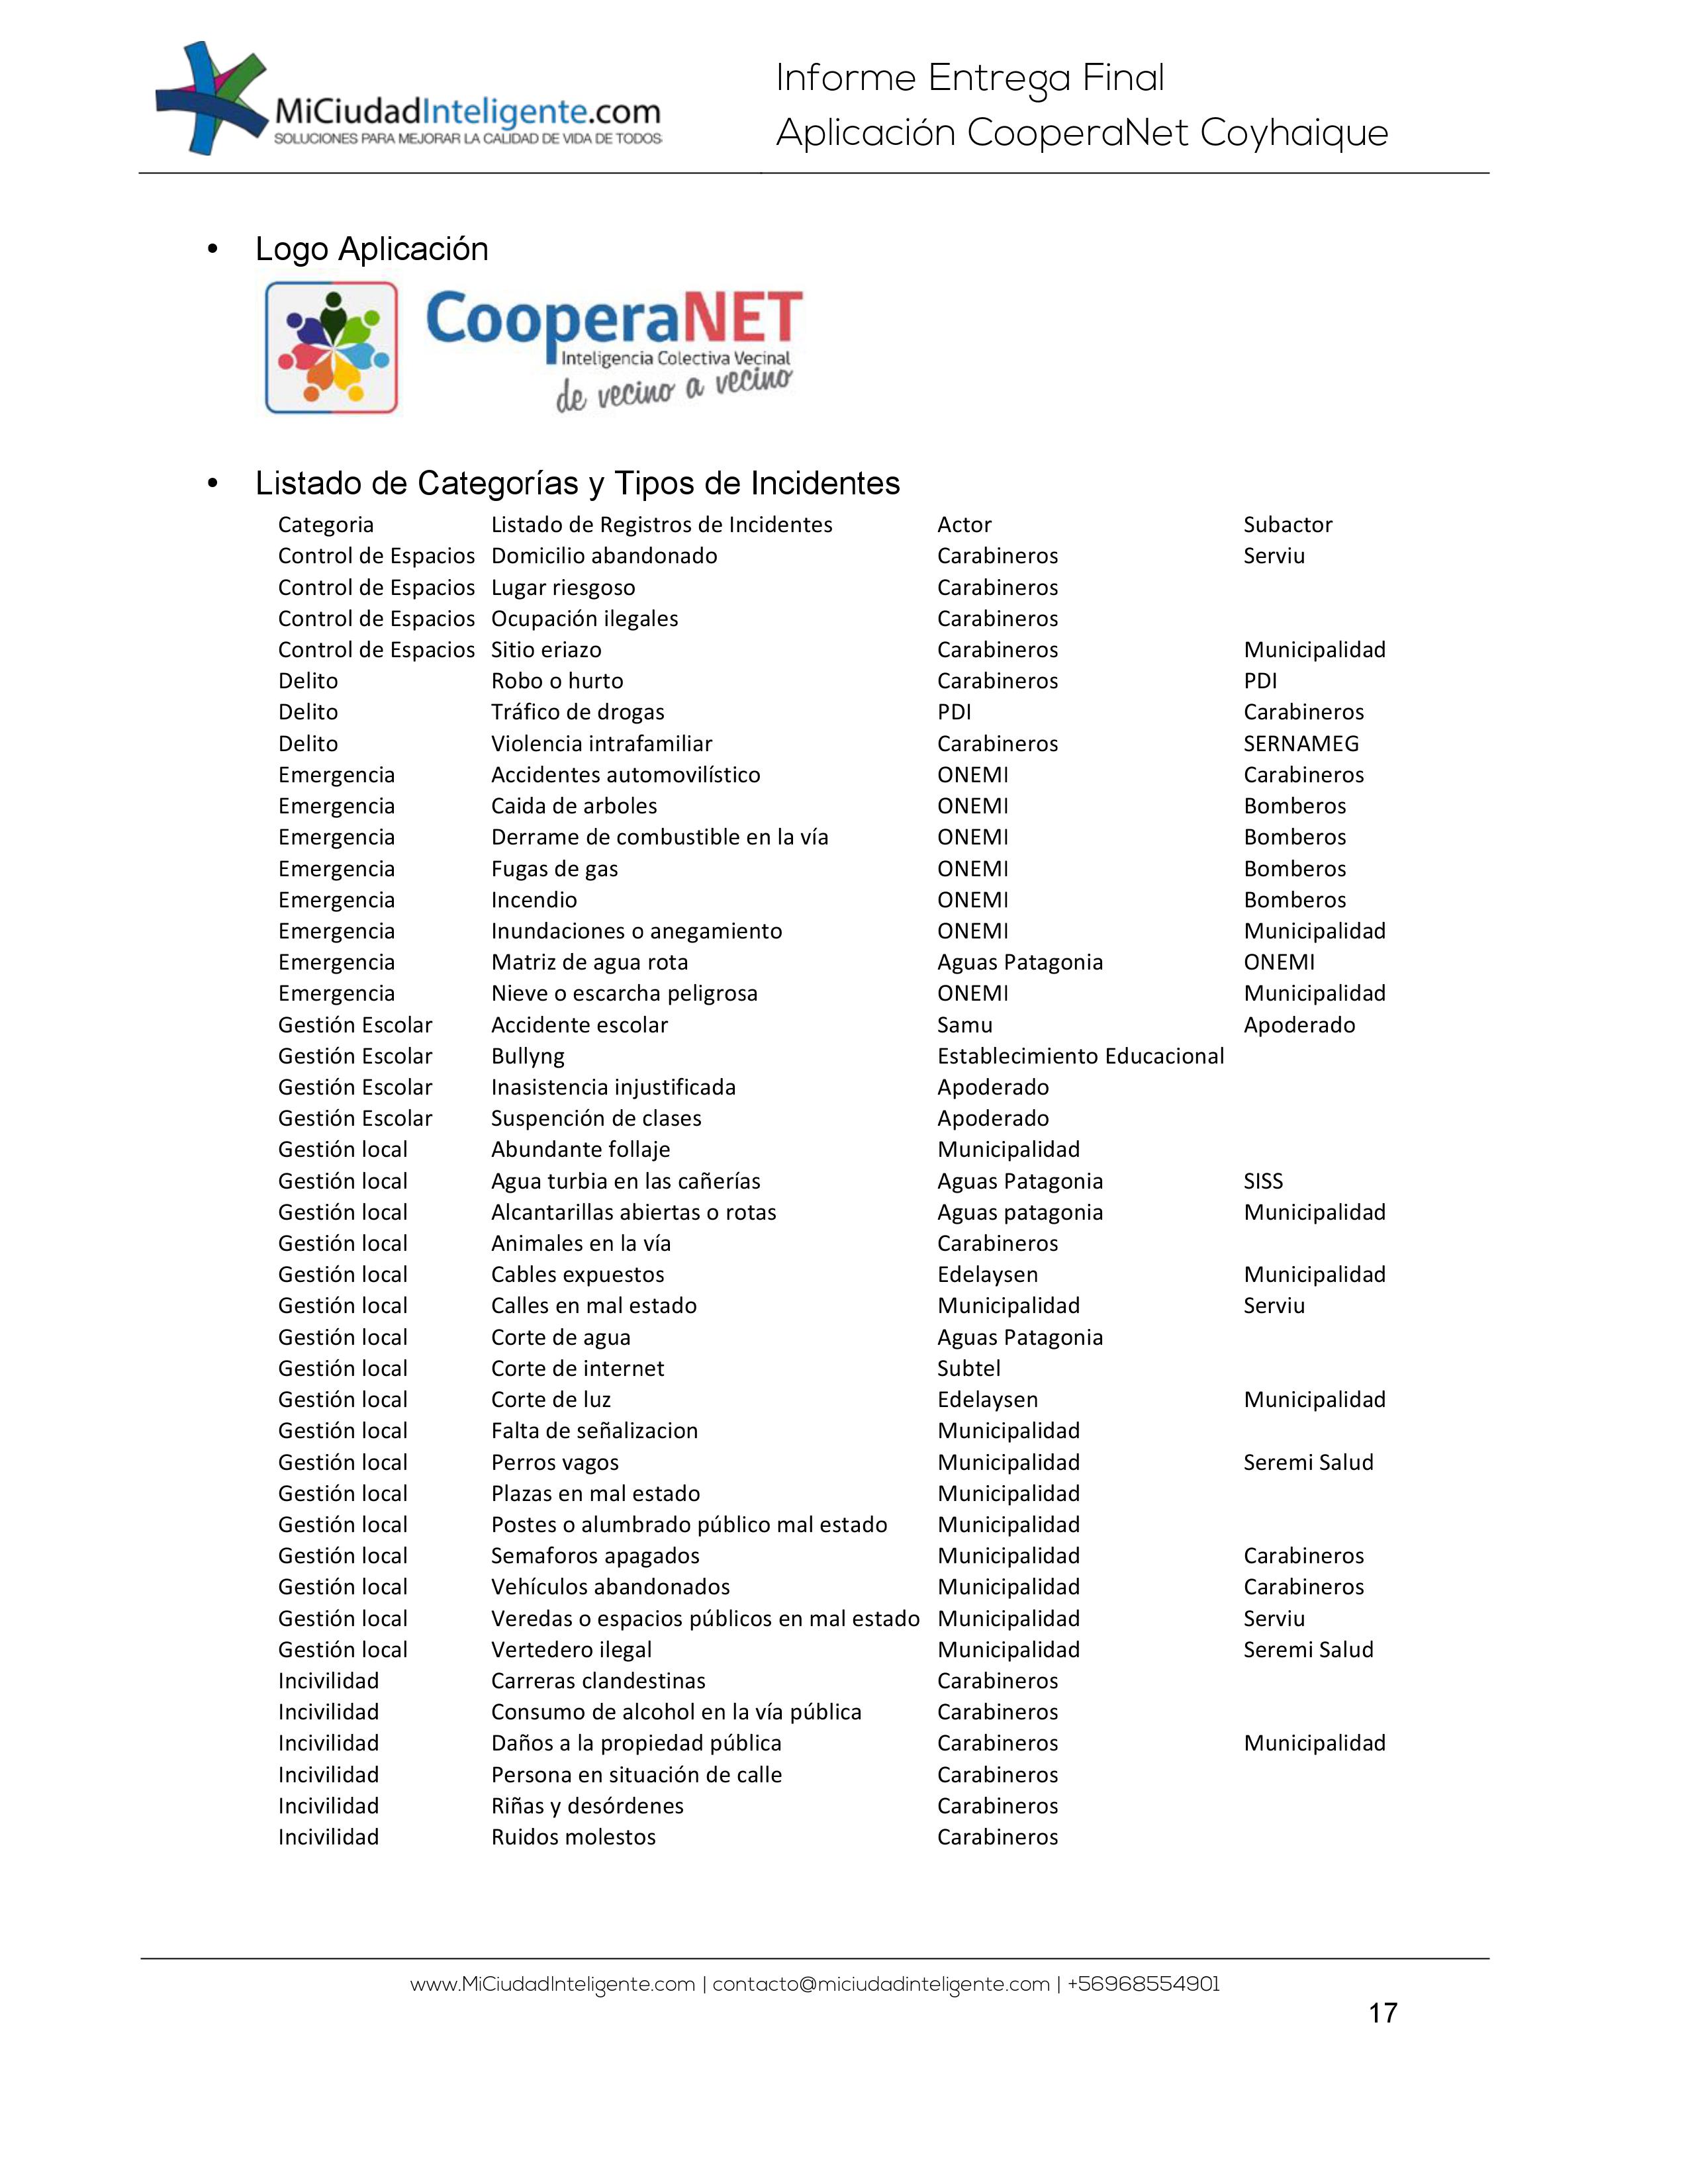 MiCiudadInteligente.com
SOLUCIONES PARA MEJORAR LA CALIDAD DE VIDA DE TODOS
Informe Entrega Final
Aplicación CooperaNet Coyhaique
• Logo Aplicación
CooperaNET
Inteligencia Colectiva Vecinal
de vecino a vecino
• Listado de Categorías y Tipos de Incidentes
Categoria Listado de Registros de Incidentes Actor Subactor
Control de Espacios Domicilio abandonado Carabineros Serviu
Control de Espacios Lugar riesgoso Carabineros
Control de Espacios Ocupación ilegales Carabineros
Control de Espacios Sitio eriazo Carabineros Municipalidad
Delito Robo o hurto Carabineros PDI
Delito Tráfico de drogas PDI Carabineros
Delito Violencia intrafamiliar Carabineros SERNAMEG
Emergencia Accidentes automovilístico ONEMI Carabineros
Emergencia Caida de arboles ONEMI Bomberos
Emergencia Derrame de combustible en la vía ONEMI Bomberos
Emergencia Fugas de gas ONEMI Bomberos
Emergencia Incendio ONEMI Bomberos
Emergencia Inundaciones o anegamiento ONEMI Municipalidad
Emergencia Matriz de agua rota Aguas Patagonia ONEMI
Emergencia Nieve o escarcha peligrosa ONEMI Municipalidad
Gestión Escolar Accidente escolar Samu Apoderado
Gestión Escolar Bullyng Establecimiento Educacional
Gestión Escolar Inasistencia injustificada Apoderado
Gestión Escolar Suspención de clases Apoderado
Gestión local Abundante follaje Municipalidad
Gestión local Agua turbia en las cañerías Aguas Patagonia SISS
Gestión local Alcantarillas abiertas o rotas Aguas patagonia Municipalidad
Gestión local Animales en la vía Carabineros
Gestión local Cables expuestos Edelaysen Municipalidad
Gestión local Calles en mal estado Municipalidad Serviu
Gestión local Corte de agua Aguas Patagonia
Gestión local Corte de internet Subtel
Gestión local Corte de luz Edelaysen Municipalidad
Gestión local Falta de señalizacion Municipalidad
Gestión local Perros vagos Municipalidad Seremi Salud
Gestión local Plazas en mal estado Municipalidad
Gestión local Postes o alumbrado público mal estado Municipalidad
Gestión local Semaforos apagados Municipalidad Carabineros
Gestión local Vehículos abandonados Municipalidad Carabineros
Gestión local Veredas o espacios públicos en mal estado Municipalidad Serviu
Gestión local Vertedero ilegal Municipalidad Seremi Salud
Incivilidad Carreras clandestinas Carabineros
Incivilidad Consumo de alcohol en la vía pública Carabineros
Incivilidad Daños a la propiedad pública Carabineros Municipalidad
Incivilidad Persona en situación de calle Carabineros
Incivilidad Riñas y desórdenes Carabineros
Incivilidad Ruidos molestos Carabineros
www.MiCiudadInteligente.com | contacto@miciudadinteligente.com | +56968554901
17